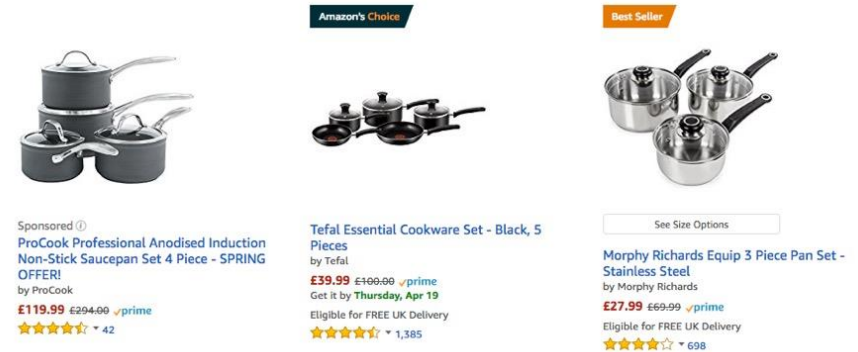 Sponsored
ProCook Professional Anodised Induction
Non-Stick Saucepan Set 4 Piece - SPRING
OFFER!
by ProCook
£119.99 £294.00 prime
42
Amazon's Choice
Tefal Essential Cookware Set - Black, 5
Pieces
by Tefal
£39.99 £100.00 prime
Get it by Thursday, Apr 19
Eligible for FREE UK Delivery
1,385
Best Seller
See Size Options
Morphy Richards Equip 3 Piece Pan Set -
Stainless Steel
by Morphy Richards
£27.99 £69.99 prime
Eligible for FREE UK Delivery
698